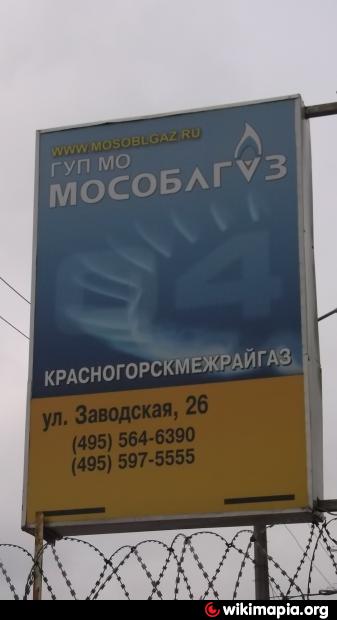 WWW.MOSOBLGAZ.RU
ГУП МО
МОСОБЛГАЗ
04
КРАСНОГОРСКМЕЖРАЙГАЗ
ул. Заводская, 26
(495) 564-6390
(495) 597-5555
wikimapia.org